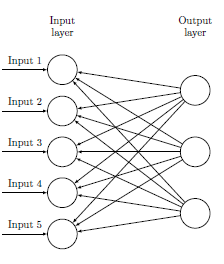 Input
layer
Output
layer
Input 1
Input 2
Input 3
Input 4
Input 5